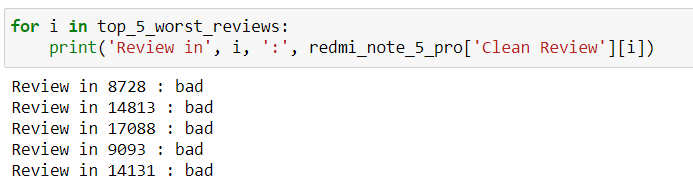 for i in top_5_worst_reviews:
    print('Review in', i, ':', redmi_note_5_pro['Clean Review'][i])
Review in 8728 : bad
Review in 14813 : bad
Review in 17088 : bad
Review in 9093 : bad
Review in 14131 : bad